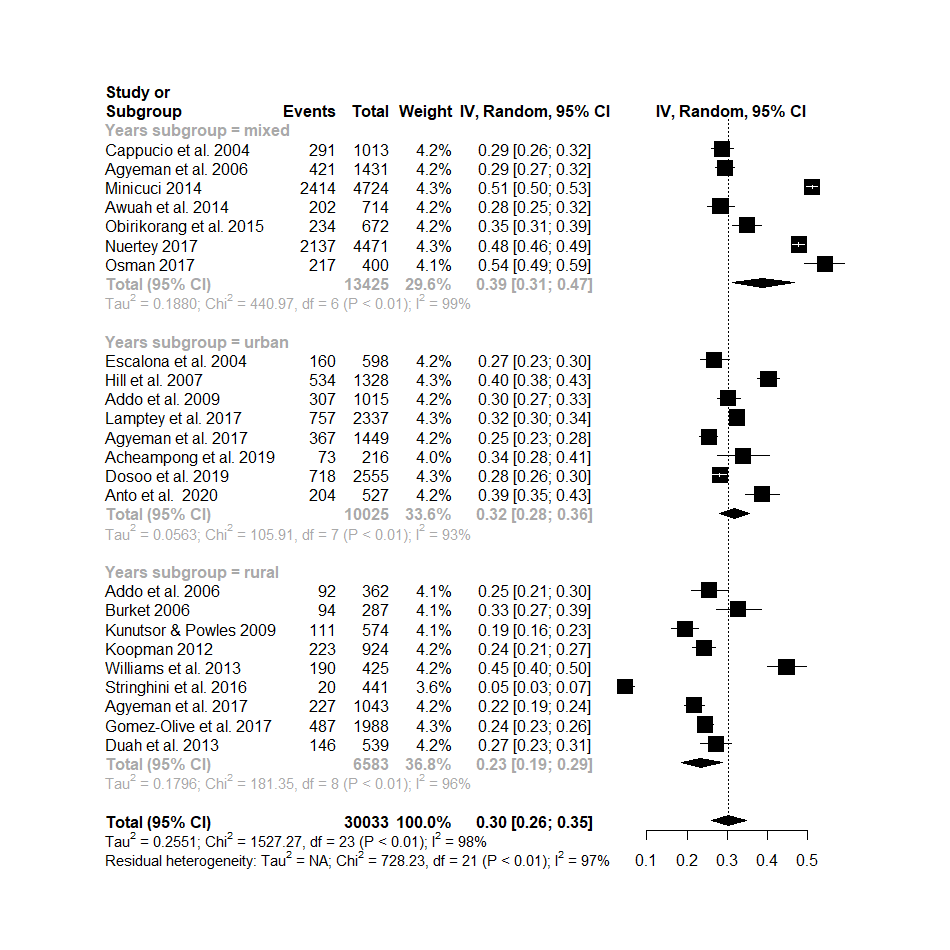 Study or
Subgroup Events Total Weight IV, Random, 95% CI IV, Random, 95% CI
Years subgroup = mixed
Cappucio et al. 2004 291 1013 4.2% 0.29 [0.26; 0.32]
Agyeman et al. 2006 421 1431 4.2% 0.29 [0.27; 0.32]
Minicuci 2014 2414 4724 4.3% 0.51 [0.50; 0.53]
Awuah et al. 2014 202 714 4.2% 0.28 [0.25; 0.32]
Obirikorang et al. 2015 234 672 4.2% 0.35 [0.31; 0.39]
Nuertey 2017 2137 4471 4.3% 0.48 [0.46; 0.49]
Osman 2017 217 400 4.1% 0.54 [0.49; 0.59]
Total (95% CI) 13425 29.6% 0.39 [0.31; 0.47]
Tau² = 0.1880; Chi² = 440.97, df = 6 (P < 0.01); I² = 99%
Years subgroup = urban
Escalona et al. 2004 160 598 4.2% 0.27 [0.23; 0.30]
Hill et al. 2007 534 1328 4.3% 0.40 [0.38; 0.43]
Addo et al. 2009 307 1015 4.2% 0.30 [0.27; 0.33]
Lamptey et al. 2017 757 2337 4.3% 0.32 [0.30; 0.34]
Agyeman et al. 2017 367 1449 4.2% 0.25 [0.23; 0.28]
Acheampong et al. 2019 73 216 4.0% 0.34 [0.28; 0.41]
Dosoo et al. 2019 718 2555 4.3% 0.28 [0.26; 0.30]
Anto et al. 2020 204 527 4.2% 0.39 [0.35; 0.43]
Total (95% CI) 10025 33.6% 0.32 [0.28; 0.36]
Tau² = 0.0563; Chi² = 105.91, df = 7 (P < 0.01); I² = 93%
Years subgroup = rural
Addo et al. 2006 92 362 4.1% 0.25 [0.21; 0.30]
Burket 2006 94 287 4.1% 0.33 [0.27; 0.39]
Kunutsor & Powles 2009 111 574 4.1% 0.19 [0.16; 0.23]
Koopman 2012 223 924 4.2% 0.24 [0.21; 0.27]
Williams et al. 2013 190 425 4.2% 0.45 [0.40; 0.50]
Stringhini et al. 2016 20 441 3.6% 0.05 [0.03; 0.07]
Agyeman et al. 2017 227 1043 4.2% 0.22 [0.19; 0.24]
Gomez-Olive et al. 2017 487 1988 4.3% 0.24 [0.23; 0.26]
Duah et al. 2013 146 539 4.2% 0.27 [0.23; 0.31]
Total (95% CI) 6583 36.8% 0.23 [0.19; 0.29]
Tau² = 0.1796; Chi² = 181.35, df = 8 (P < 0.01); I² = 96%
Total (95% CI) 30033 100.0% 0.30 [0.26; 0.35]
Tau² = 0.2551; Chi² = 1527.27, df = 23 (P < 0.01); I² = 98%
Residual heterogeneity: Tau² = NA; Chi² = 728.23, df = 21 (P < 0.01); I² = 97% 0.1 0.2 0.3 0.4 0.5